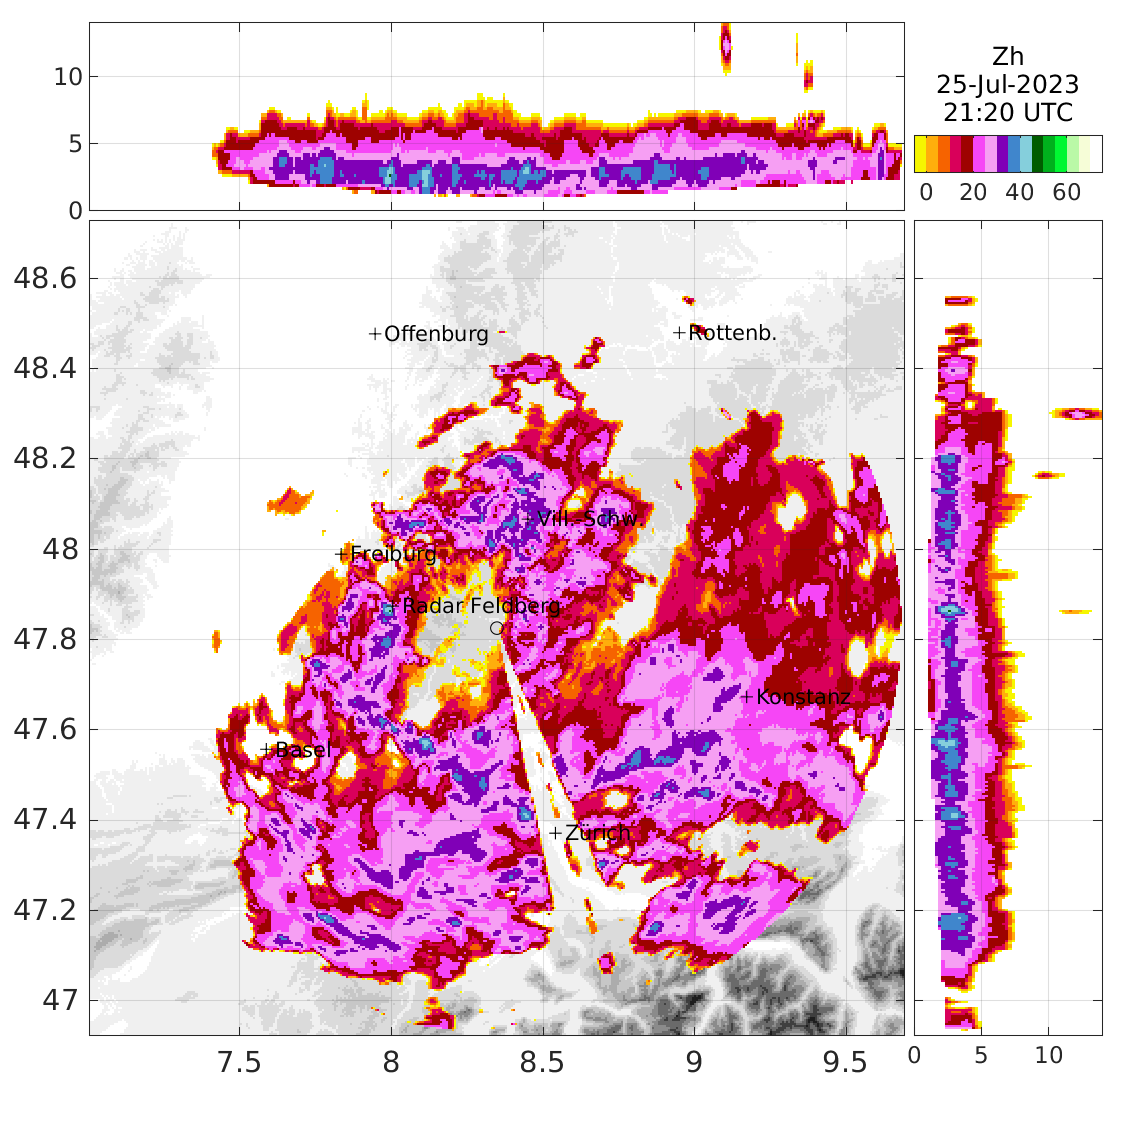 10
5
0
Zh
25-Jul-2023
21:20 UTC
0 20 40 60
48.6
48.4
48.2
48
47.8
47.6
47.4
47.2
47
+Offenburg
+Rottenb.
+Vill.-Schw.
+Freiburg
+Radar Feldberg
+Konstanz
+Basel
+Zürich
7.5 8 8.5 9 9.5
0 5 10